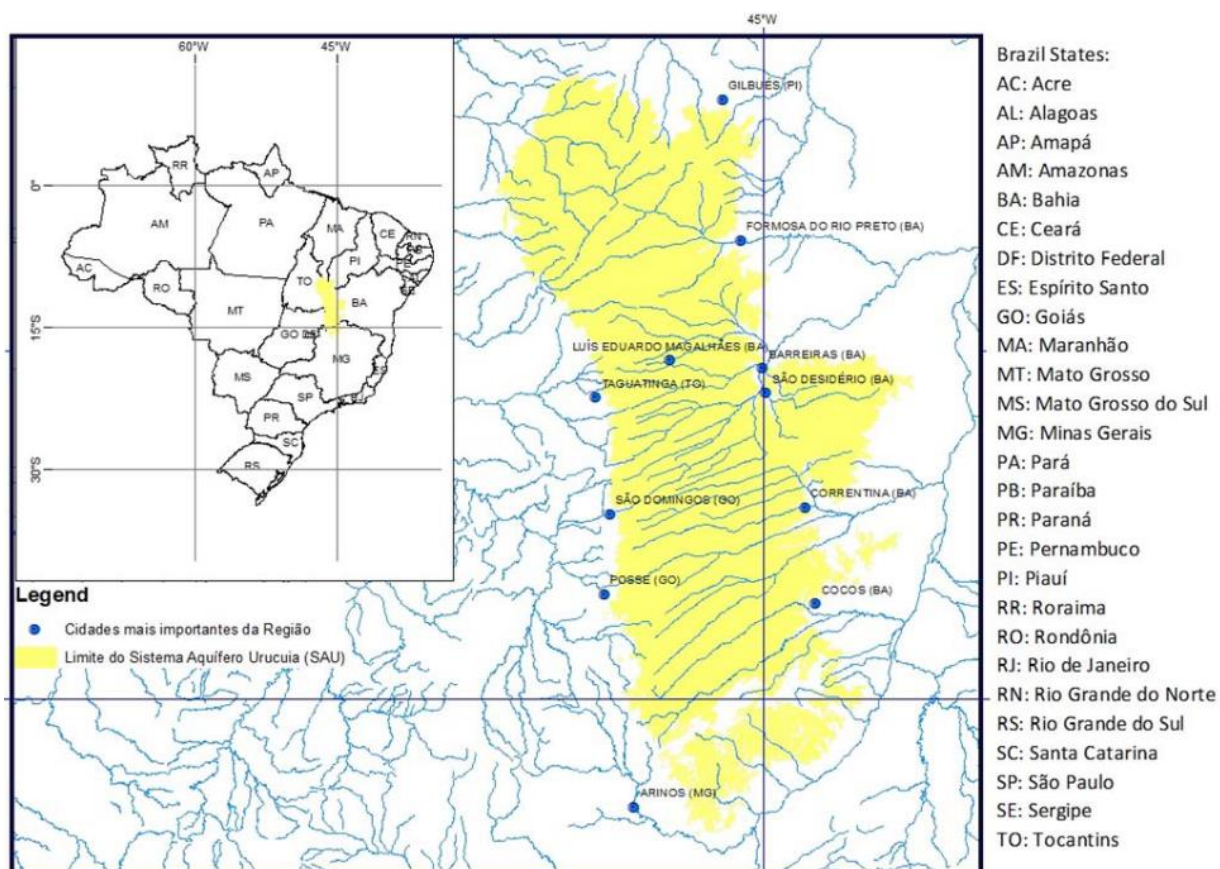 60°W
45°W
45°W
0°
15°S
30°S
RR
AP
AM
PA
MA
CE
RN
PI
AC
TO
RO
BA
MT
GO
MG
MS
ES
SP
RJ
PR
SC
RS
GILBUÉS (PI)
FORMOSA DO RIO PRETO (BA)
LUÍS EDUARDO MAGALHÃES (BA)
BARREIRAS (BA)
SÃO DESIDÉRIO (BA)
TAGUATINGA (TO)
SÃO DOMINGOS (GO)
CORRENTINA (BA)
POSSE (GO)
COCOS (BA)
ARINOS (MG)
Legend
Cidades mais importantes da Região
Limite do Sistema Aquífero Urucuia (SAU)
Brazil States:
AC: Acre
AL: Alagoas
AP: Amapá
AM: Amazonas
BA: Bahia
CE: Ceará
DF: Distrito Federal
ES: Espírito Santo
GO: Goiás
MA: Maranhão
MT: Mato Grosso
MS: Mato Grosso do Sul
MG: Minas Gerais
PA: Pará
PB: Paraíba
PR: Paraná
PE: Pernambuco
PI: Piauí
RR: Roraima
RO: Rondônia
RJ: Rio de Janeiro
RN: Rio Grande do Norte
RS: Rio Grande do Sul
SC: Santa Catarina
SP: São Paulo
SE: Sergipe
TO: Tocantins